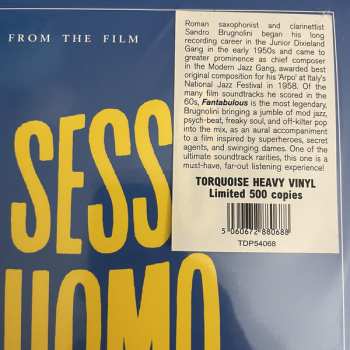 FROM THE FILM
SESS
UOMO
Roman saxophonist and clarinettist
Sandro Brugnolini began his long
recording career in the Junior Dixieland
Gang in the early 1950s and came to
greater prominence as chief composer
in the Modern Jazz Gang, awarded best
original composition for his 'Arpo' at Italy's
National Jazz Festival in 1958. Of the
many film soundtracks he scored in the
60s, Fantabulous is the most legendary,
Brugnolini bringing a jumble of mod jazz,
psych-beat, freaky soul, and off-kilter pop
into the mix, as an aural accompaniment
to a film inspired by superheroes, secret
agents, and swinging dames. One of the
ultimate soundtrack rarities, this one is a
must-have, far-out listening experience!
TORQUOISE HEAVY VINYL
Limited 500 copies
5 060672 880688
TDP54068